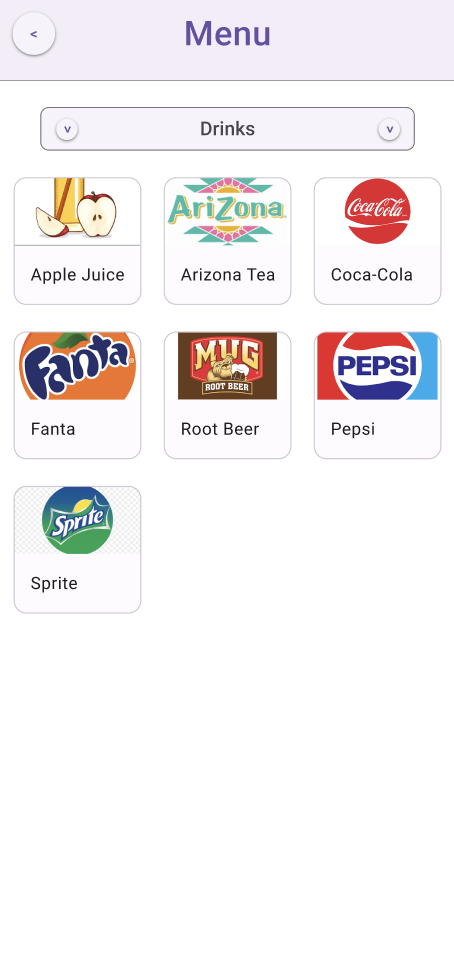 <
Menu
v
Drinks
v
AriZona
Coca-Cola
Apple Juice
Arizona Tea
Coca-Cola
Fanta
MUG
ROOT BEER
PEPSI
Fanta
Root Beer
Pepsi
Sprite
Sprite